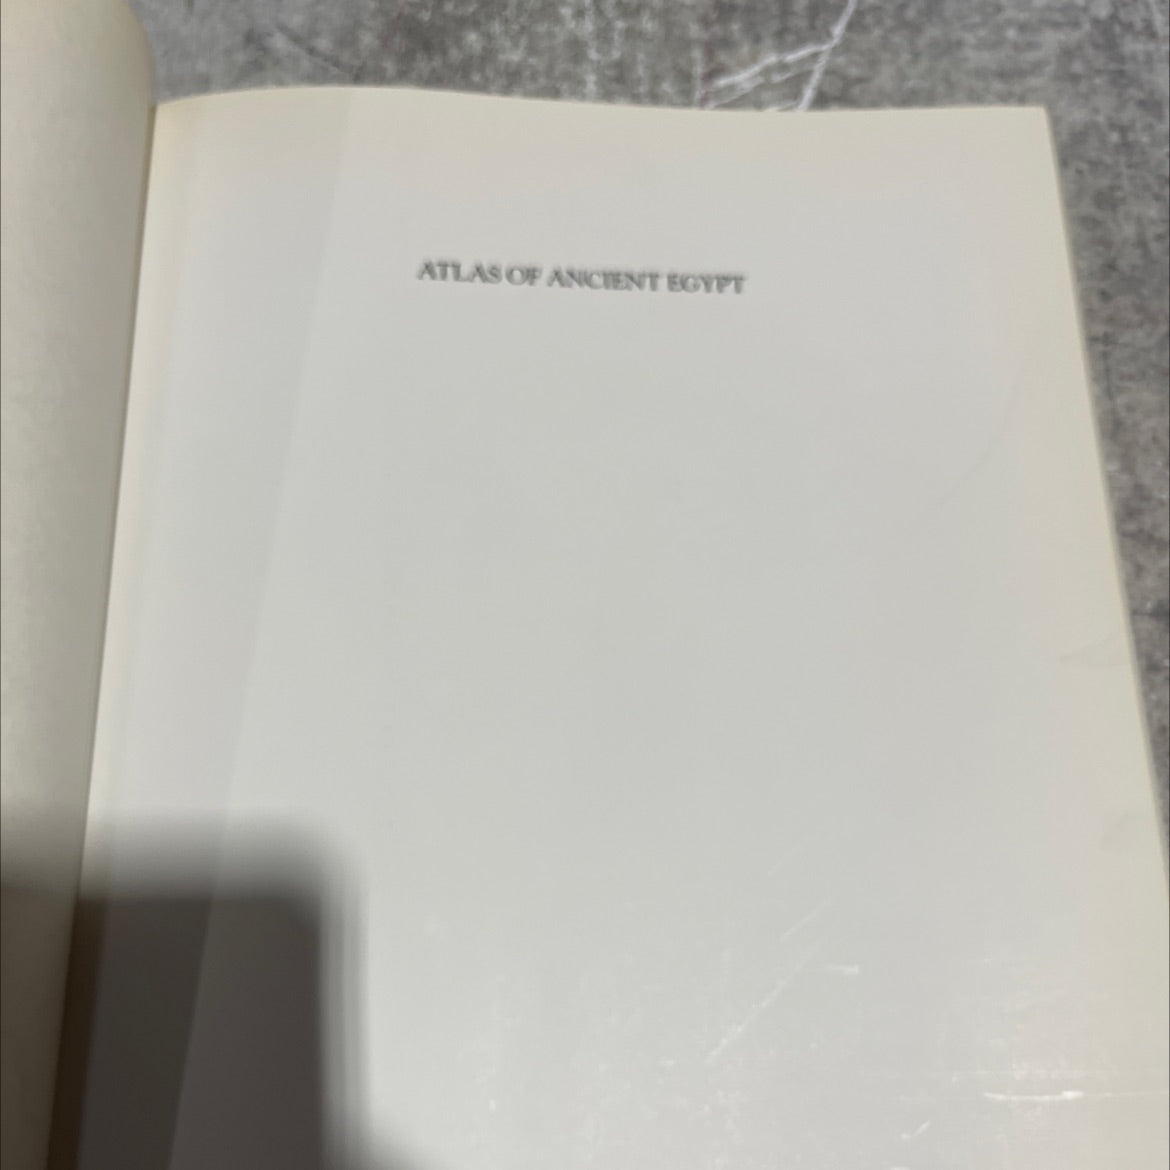 ATLAS OF ANCIENT EGYPT